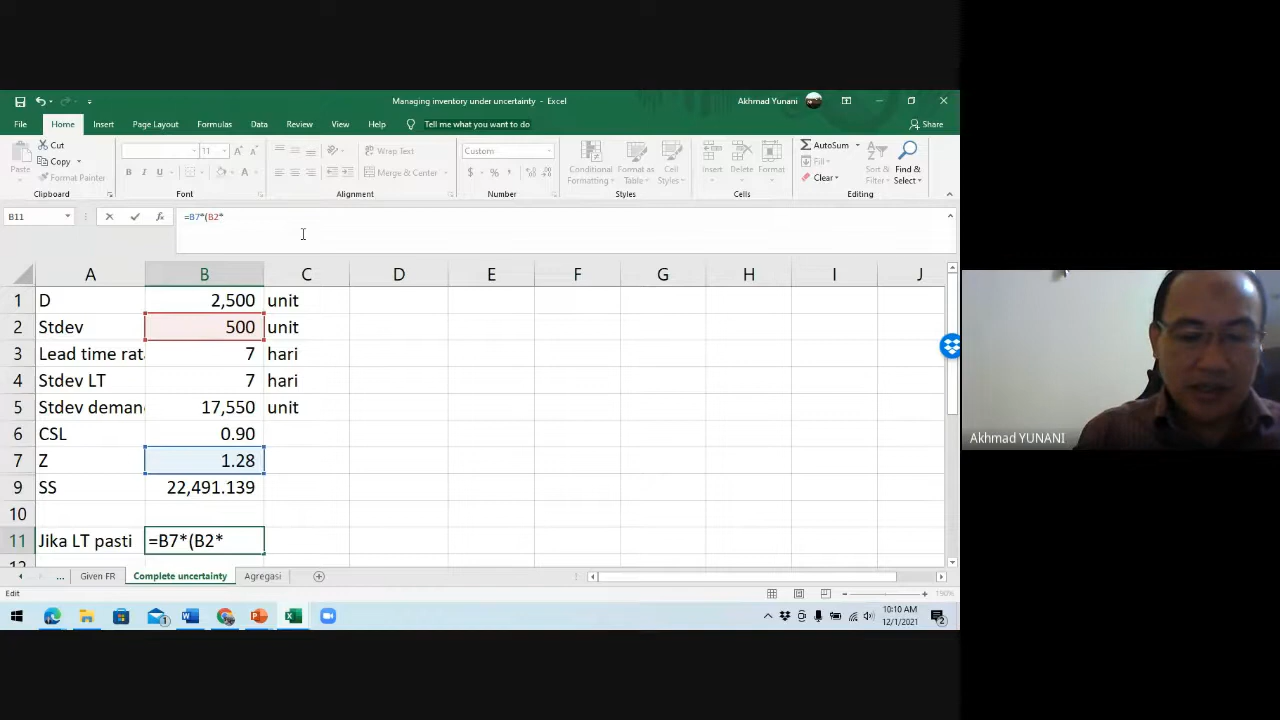 Managing inventory under uncertainty - Excel
Akhmad Yunani
File Home Insert Page Layout Formulas Data Review View Help Tell me what you want to do Share
Paste
Cut
Copy
Format Painter
Clipboard
11 A A
B I U A
Font
Wrap Text
Merge & Center
Alignment
Custom
$ % ,
Number
Conditional Formatting
Format as Table
Cell Styles
Styles
Insert Delete Format
Cells
AutoSum
Fill
Clear
Sort & Filter
Find & Select
Editing
B11 fx =B7*(B2*
A B C D E F G H I J
1 D 2,500 unit
2 Stdev 500 unit
3 Lead time rat 7 hari
4 Stdev LT 7 hari
5 Stdev deman 17,550 unit
6 CSL 0.90
7 Z 1.28
9 SS 22,491.139
10
11 Jika LT pasti =B7*(B2*
... Given FR Complete uncertainty Agregasi
Edit 190%
10:10 AM
12/1/2021
Akhmad YUNANI